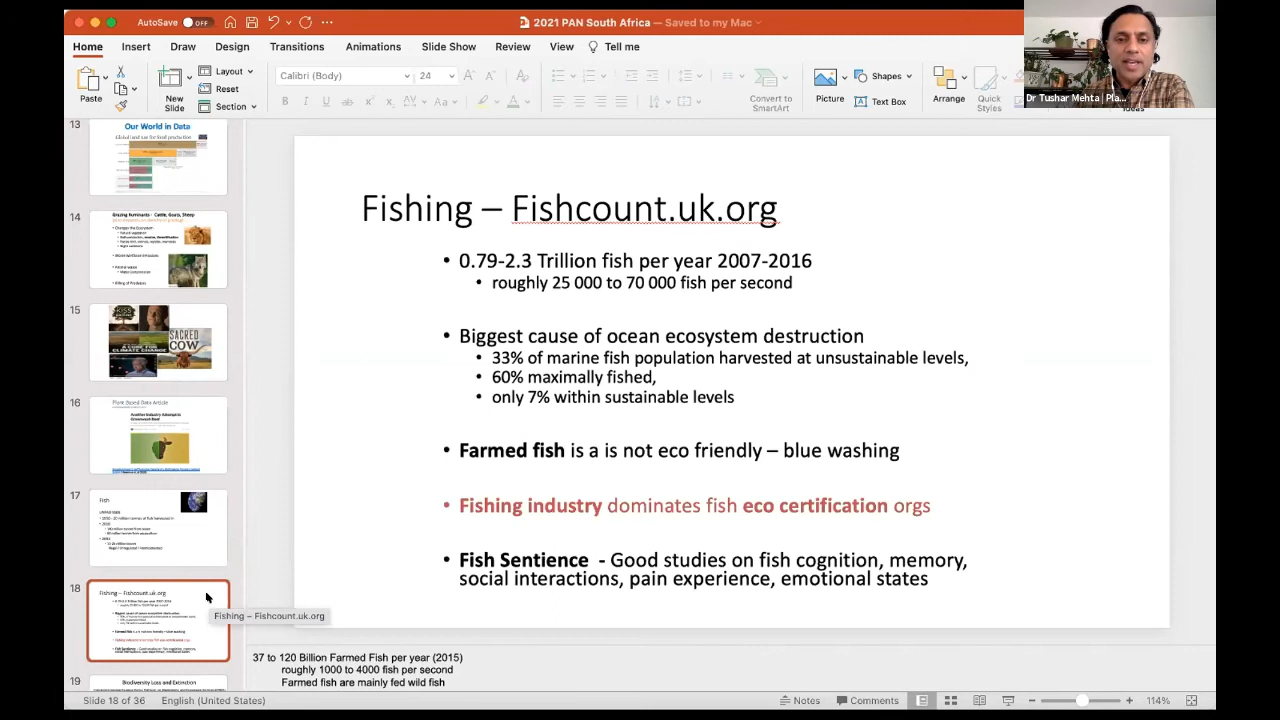 AutoSave OFF
2021 PAN South Africa — Saved to my Mac
Home Insert Draw Design Transitions Animations Slide Show Review View Tell me
Paste
New
Slide
Layout
Reset
Section
Calibri (Body) 24
Convert to
SmartArt
Picture
Shapes
Text Box
Arrange
Quick
Styles
Dr Tushar Mehta | Pla...
13
Our World in Data
14
Grazing Ruminants - Cattle, Goats, Sheep
15
KISS
SACRED
COW
16
Plant Based Data Article
17
Fish
18
Fishing – Fishcount.uk.org
Fishing – Fishcount.uk.org
19
Biodiversity Loss and Extinction
Fishing – Fishcount.uk.org
• 0.79-2.3 Trillion fish per year 2007-2016
• roughly 25 000 to 70 000 fish per second
• Biggest cause of ocean ecosystem destruction
• 33% of marine fish population harvested at unsustainable levels,
• 60% maximally fished,
• only 7% within sustainable levels
• Farmed fish is a is not eco friendly – blue washing
• Fishing industry dominates fish eco certification orgs
• Fish Sentience - Good studies on fish cognition, memory,
social interactions, pain experience, emotional states
37 to 120 Billion Farmed Fish per year (2015)
roughly 1000 to 4000 fish per second
Farmed fish are mainly fed wild fish
Slide 18 of 36 English (United States) Notes Comments 114%